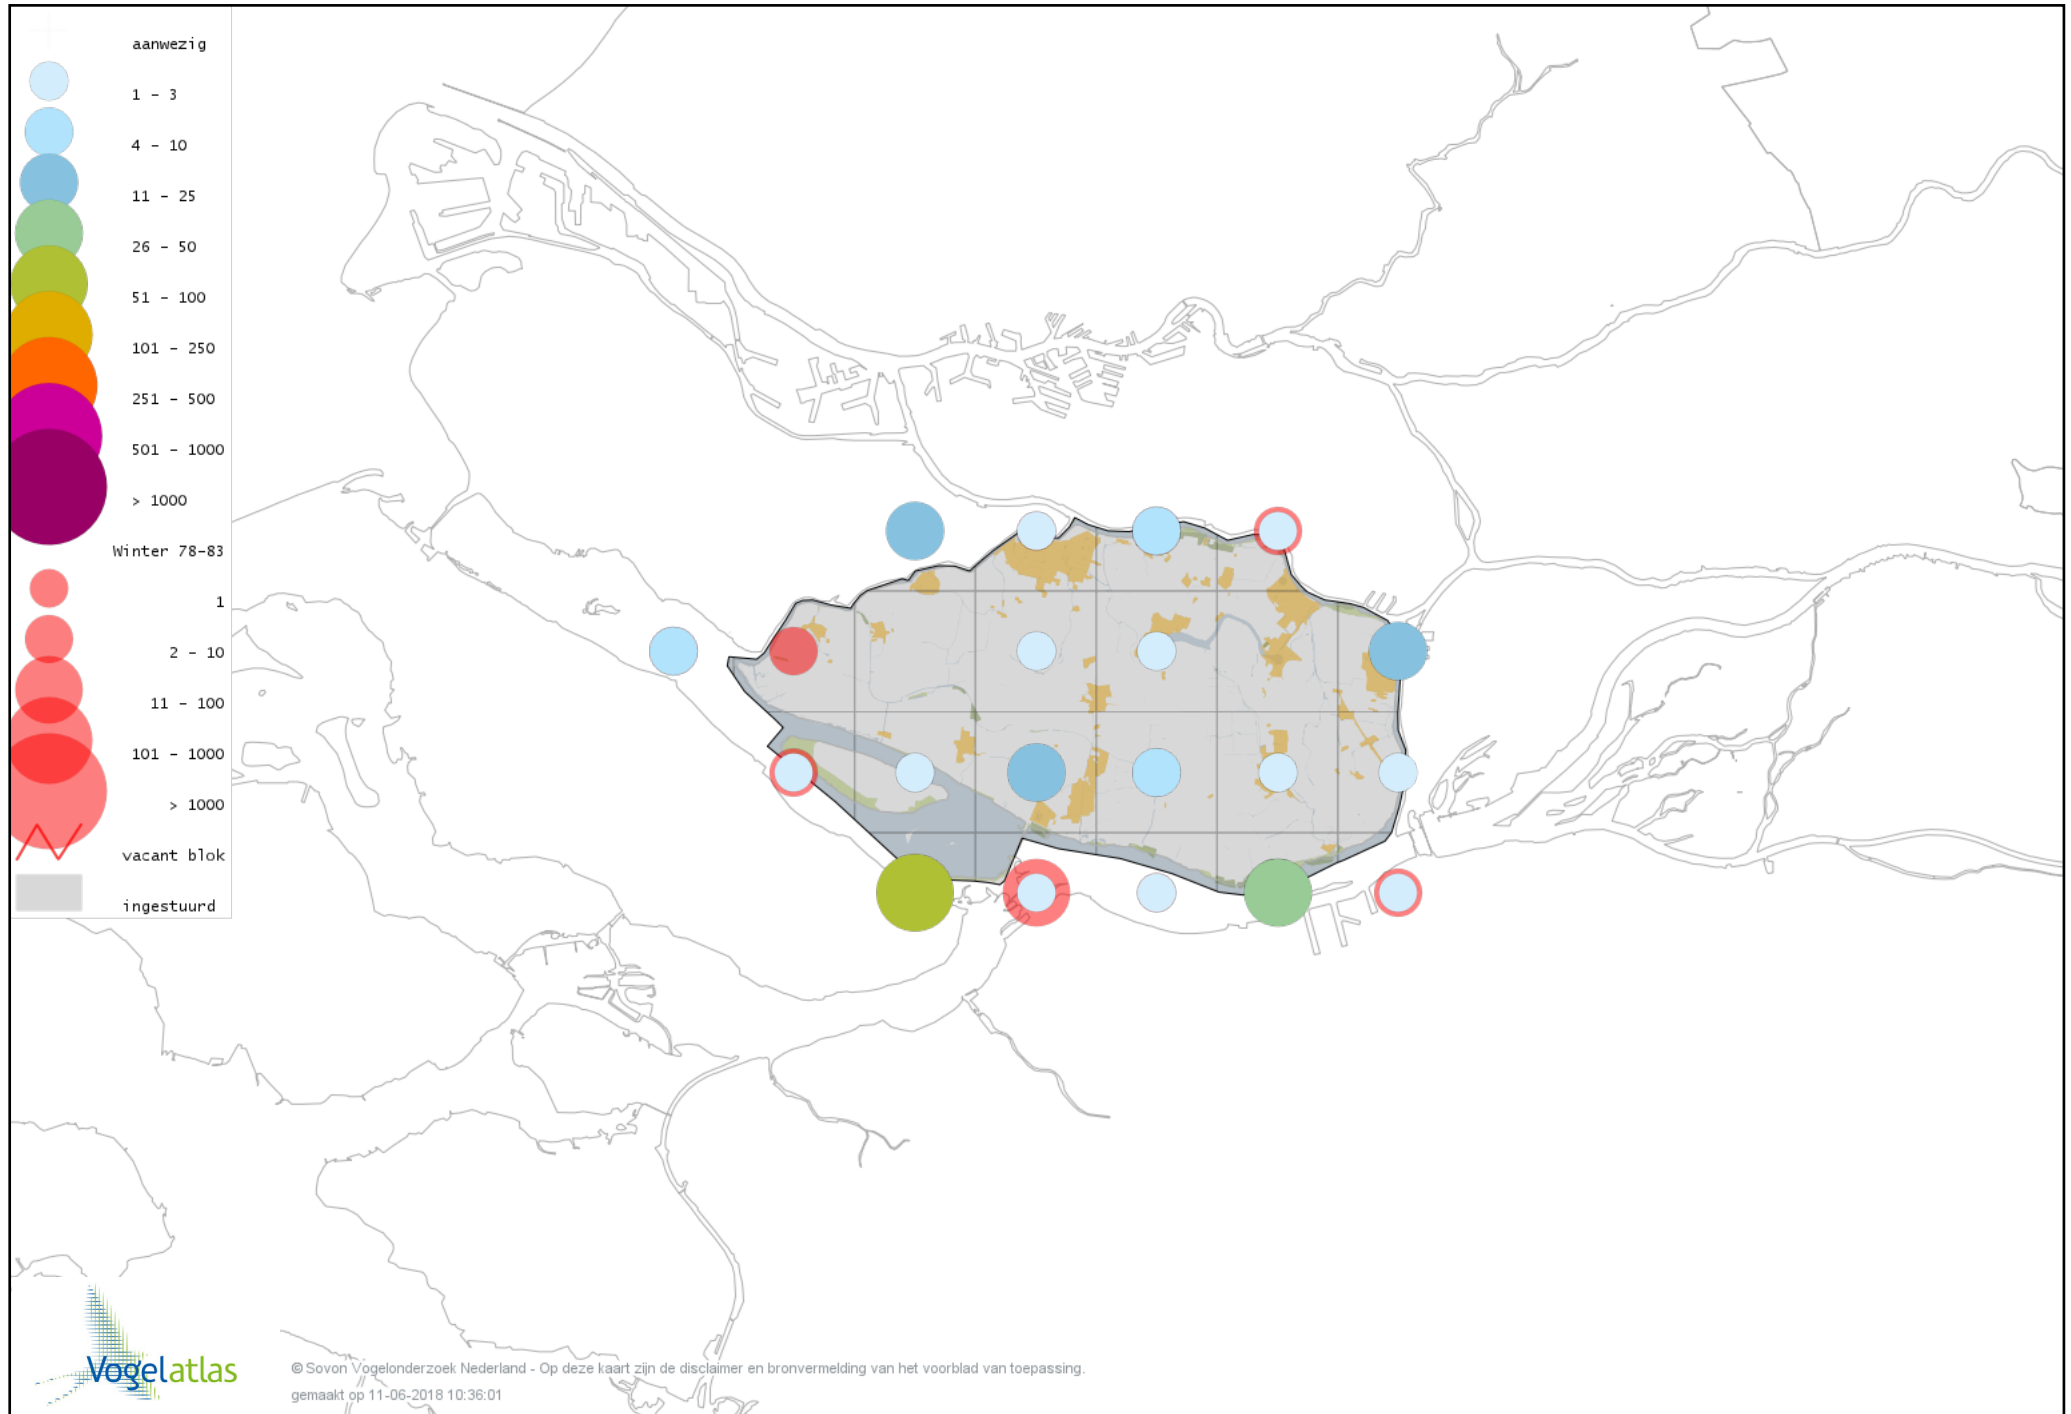 aanwezig
1 - 3
4 - 10
11 - 25
26 - 50
51 - 100
101 - 250
251 - 500
501 - 1000
> 1000
Winter 78-83
1
2 - 10
11 - 100
101 - 1000
> 1000
vacant blok
ingestuurd
Vogelatlas
© Sovon Vogelonderzoek Nederland - Op deze kaart zijn de disclaimer en bronvermelding van het voorblad van toepassing.
gemaakt op 11-06-2018 10:36:01